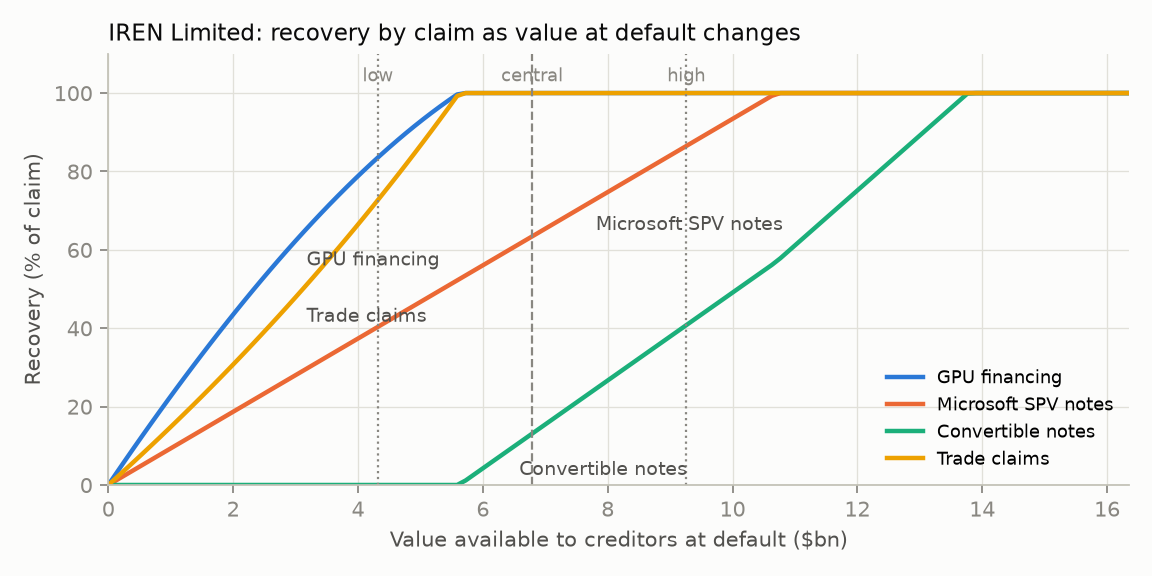 IREN Limited: recovery by claim as value at default changes
low
central
high
100
80
60
40
20
0
Recovery (% of claim)
Microsoft SPV notes
GPU financing
Trade claims
Convertible notes
GPU financing
Microsoft SPV notes
Convertible notes
Trade claims
0 2 4 6 8 10 12 14 16
Value available to creditors at default ($bn)